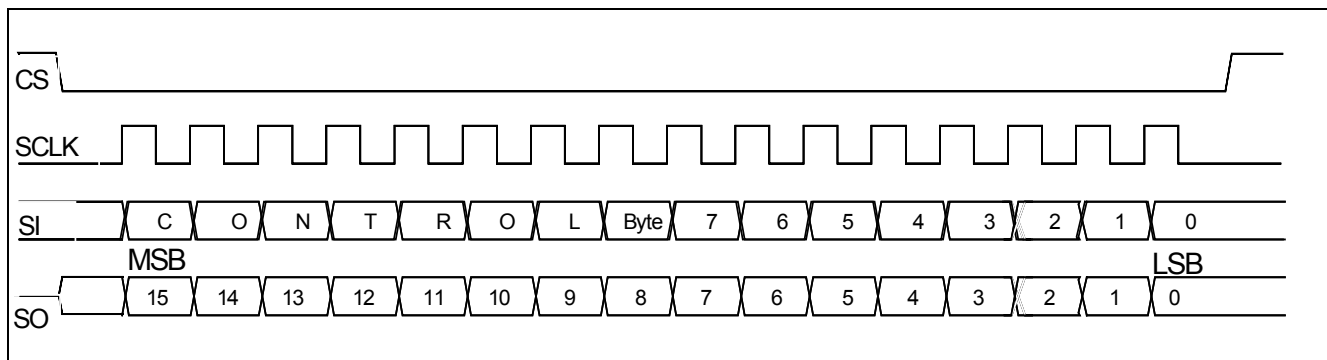 CS
SCLK
SI C O N T R O L Byte 7 6 5 4 3 2 1 0
MSB LSB
SO 15 14 13 12 11 10 9 8 7 6 5 4 3 2 1 0